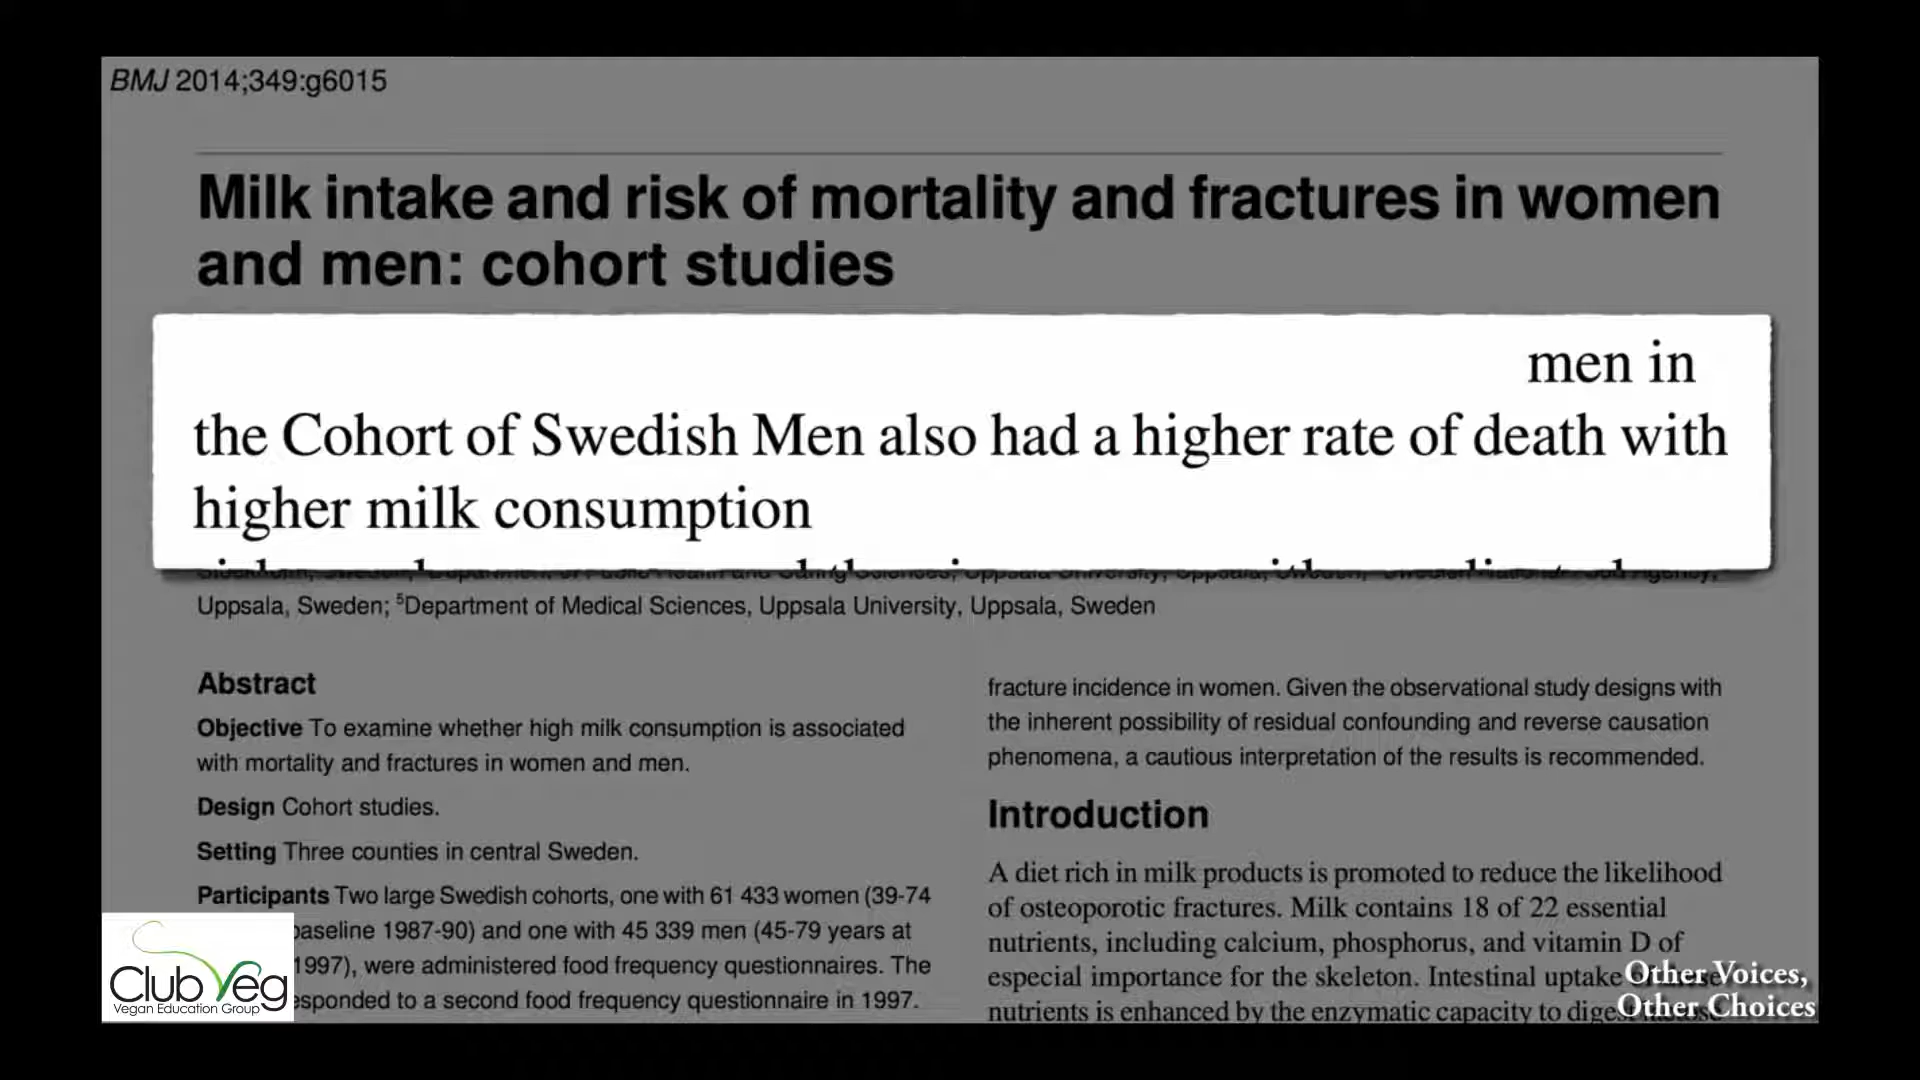 BMJ 2014;349:g6015
Milk intake and risk of mortality and fractures in women
and men: cohort studies
men in
the Cohort of Swedish Men also had a higher rate of death with
higher milk consumption
Uppsala, Sweden; ⁵Department of Medical Sciences, Uppsala University, Uppsala, Sweden
Abstract
Objective To examine whether high milk consumption is associated
with mortality and fractures in women and men.
Design Cohort studies.
Setting Three counties in central Sweden.
Participants Two large Swedish cohorts, one with 61 433 women (39-74
baseline 1987-90) and one with 45 339 men (45-79 years at
1997), were administered food frequency questionnaires. The
responded to a second food frequency questionnaire in 1997.
fracture incidence in women. Given the observational study designs with
the inherent possibility of residual confounding and reverse causation
phenomena, a cautious interpretation of the results is recommended.
Introduction
A diet rich in milk products is promoted to reduce the likelihood
of osteoporotic fractures. Milk contains 18 of 22 essential
nutrients, including calcium, phosphorus, and vitamin D of
especial importance for the skeleton. Intestinal uptake
nutrients is enhanced by the enzymatic capacity to digest
Club Veg
Vegan Education Group
Other Voices,
Other Choices